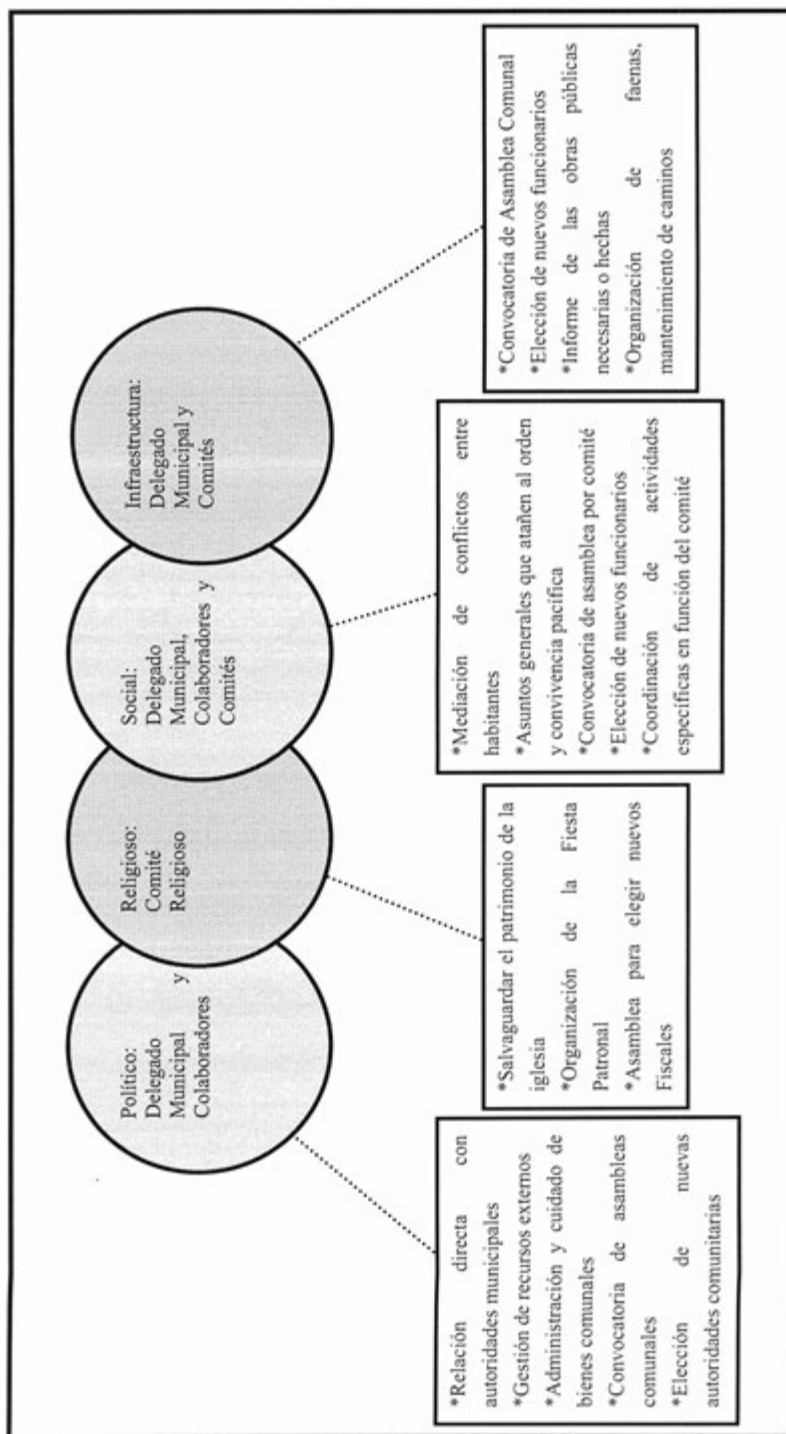 Político:
Delegado
Municipal y
Colaboradores
Religioso:
Comité
Religioso
Social:
Delegado
Municipal,
Colaboradores y
Comités
Infraestructura:
Delegado
Municipal y
Comités
*Relación directa con
autoridades municipales
*Gestión de recursos externos
*Administración y cuidado de
bienes comunales
*Convocatoria de asambleas
comunales
*Elección de nuevas
autoridades comunitarias
*Salvaguardar el patrimonio de la
iglesia
*Organización de la Fiesta
Patronal
*Asamblea para elegir nuevos
Fiscales
*Mediación de conflictos entre
habitantes
*Asuntos generales que atañen al orden
y convivencia pacífica
*Convocatoria de asamblea por comité
*Elección de nuevos funcionarios
*Coordinación de actividades
específicas en función del comité
*Convocatoria de Asamblea Comunal
*Elección de nuevos funcionarios
*Informe de las obras públicas
necesarias o hechas
*Organización de faenas,
mantenimiento de caminos